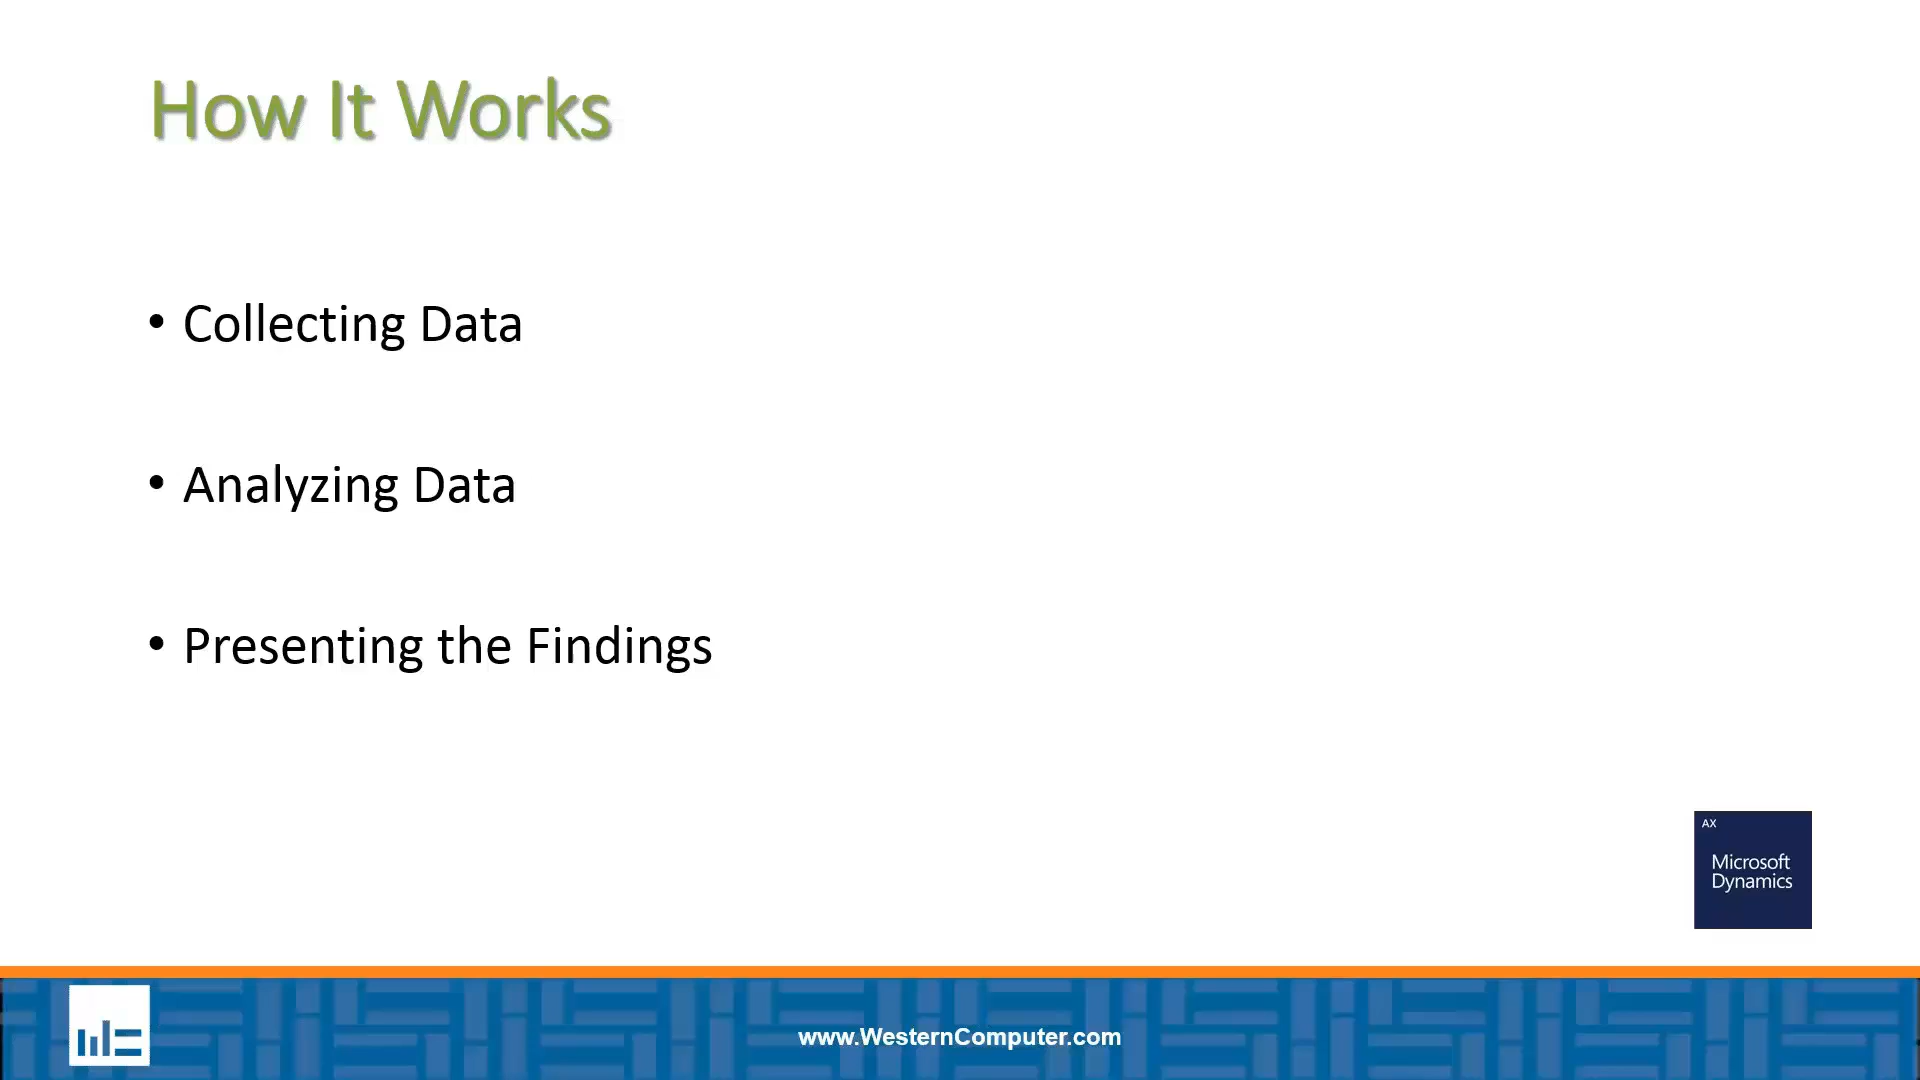 How It Works
• Collecting Data
• Analyzing Data
• Presenting the Findings
AX
Microsoft
Dynamics
www.WesternComputer.com